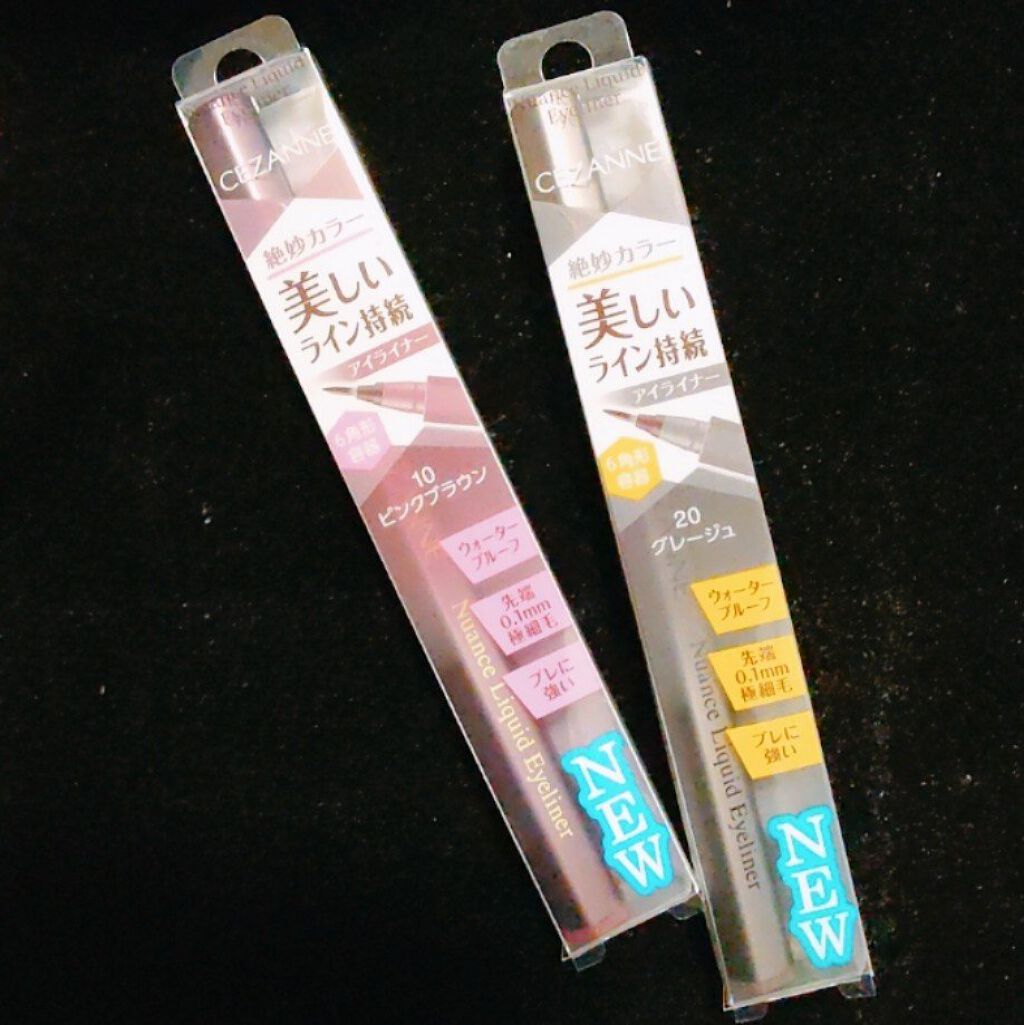 Nuance Liquid
Eyeliner
CEZANNE
絶妙カラー
美しい
ライン持続
アイライナー
6角形
容器
10
ピンクブラウン
ウォーター
プルーフ
先端
0.1mm
極細毛
ブレに
強い
Nuance Liquid Eyeliner
NEW
Nuance Liquid
Eyeliner
CEZANNE
絶妙カラー
美しい
ライン持続
アイライナー
6角形
容器
20
グレージュ
ウォーター
プルーフ
先端
0.1mm
極細毛
ブレに
強い
Nuance Liquid Eyeliner
NEW